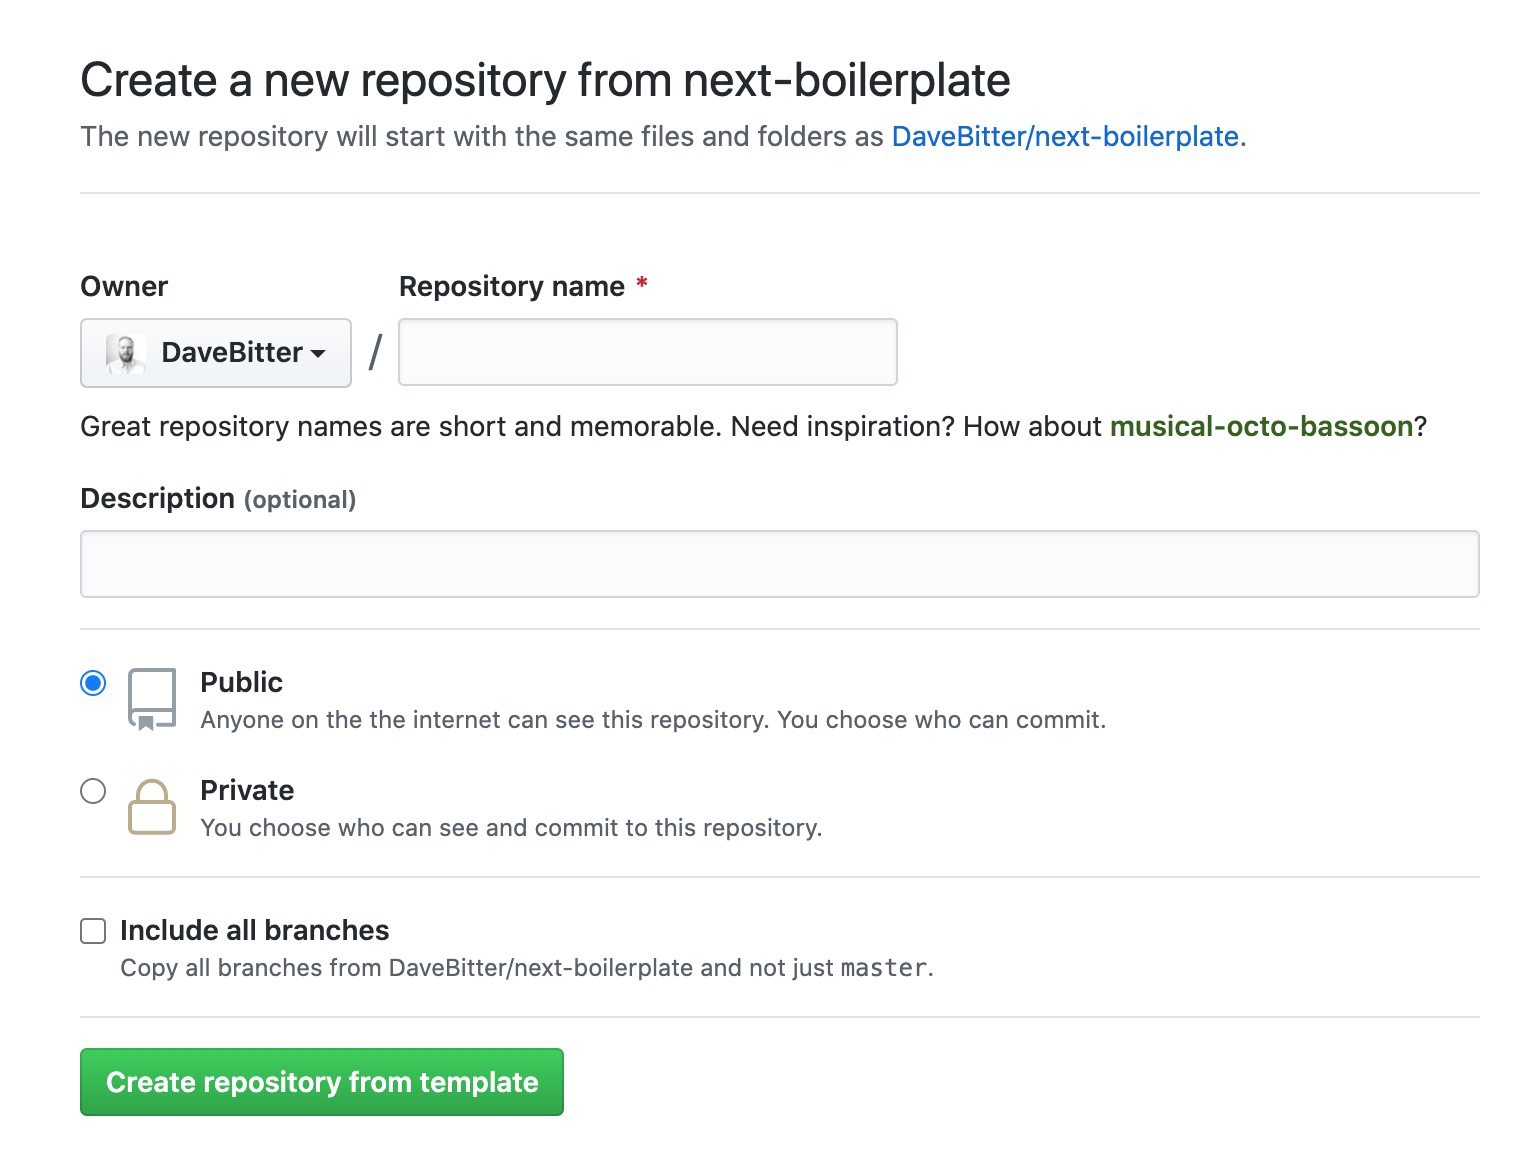 Create a new repository from next-boilerplate
The new repository will start with the same files and folders as DaveBitter/next-boilerplate.
Owner
Repository name *
DaveBitter
/
Great repository names are short and memorable. Need inspiration? How about musical-octo-bassoon?
Description (optional)
Public
Anyone on the the internet can see this repository. You choose who can commit.
Private
You choose who can see and commit to this repository.
Include all branches
Copy all branches from DaveBitter/next-boilerplate and not just master.
Create repository from template